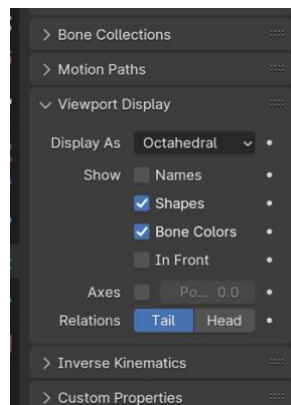 Bone Collections
Motion Paths
Viewport Display
Display As Octahedral
Show Names
Shapes
Bone Colors
In Front
Axes Po... 0.0
Relations Tail Head
Inverse Kinematics
Custom Properties